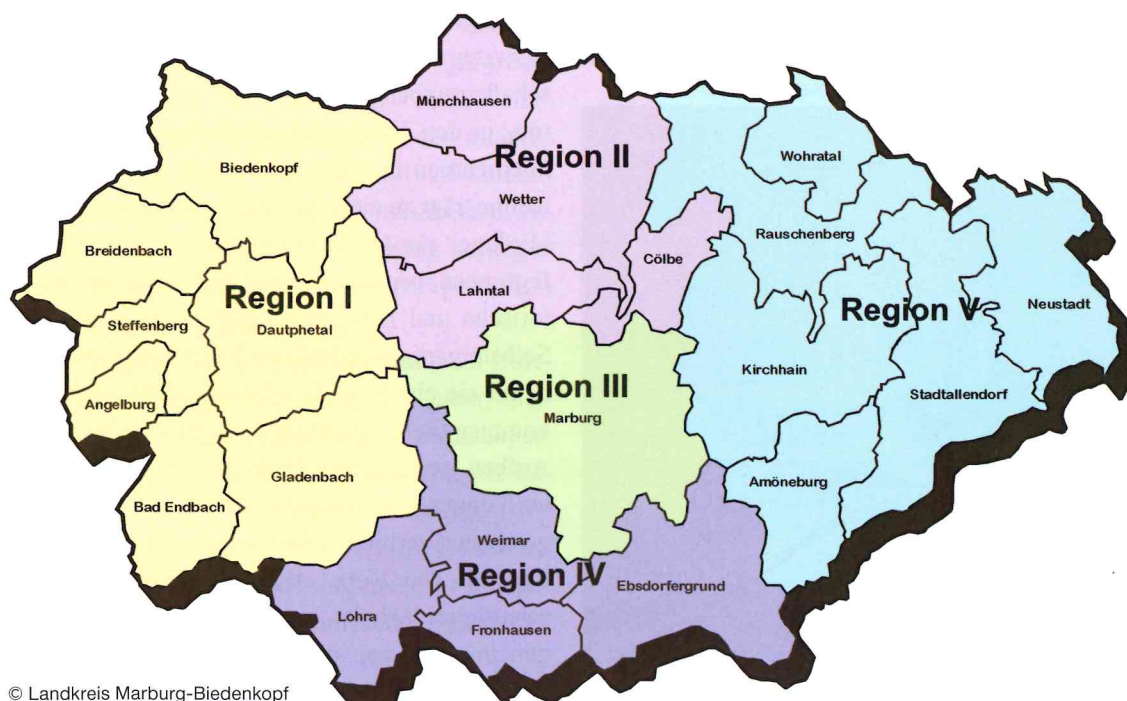 Münchhausen
Region II
Wohratal
Biedenkopf
Wetter
Rauschenberg
Breidenbach
Cölbe
Region I
Lahntal
Region V
Neustadt
Steffenberg
Dautphetal
Kirchhain
Region III
Stadtallendorf
Angelburg
Marburg
Gladenbach
Amöneburg
Bad Endbach
Weimar
Region IV
Ebsdorfergrund
Lohra
Fronhausen
© Landkreis Marburg-Biedenkopf